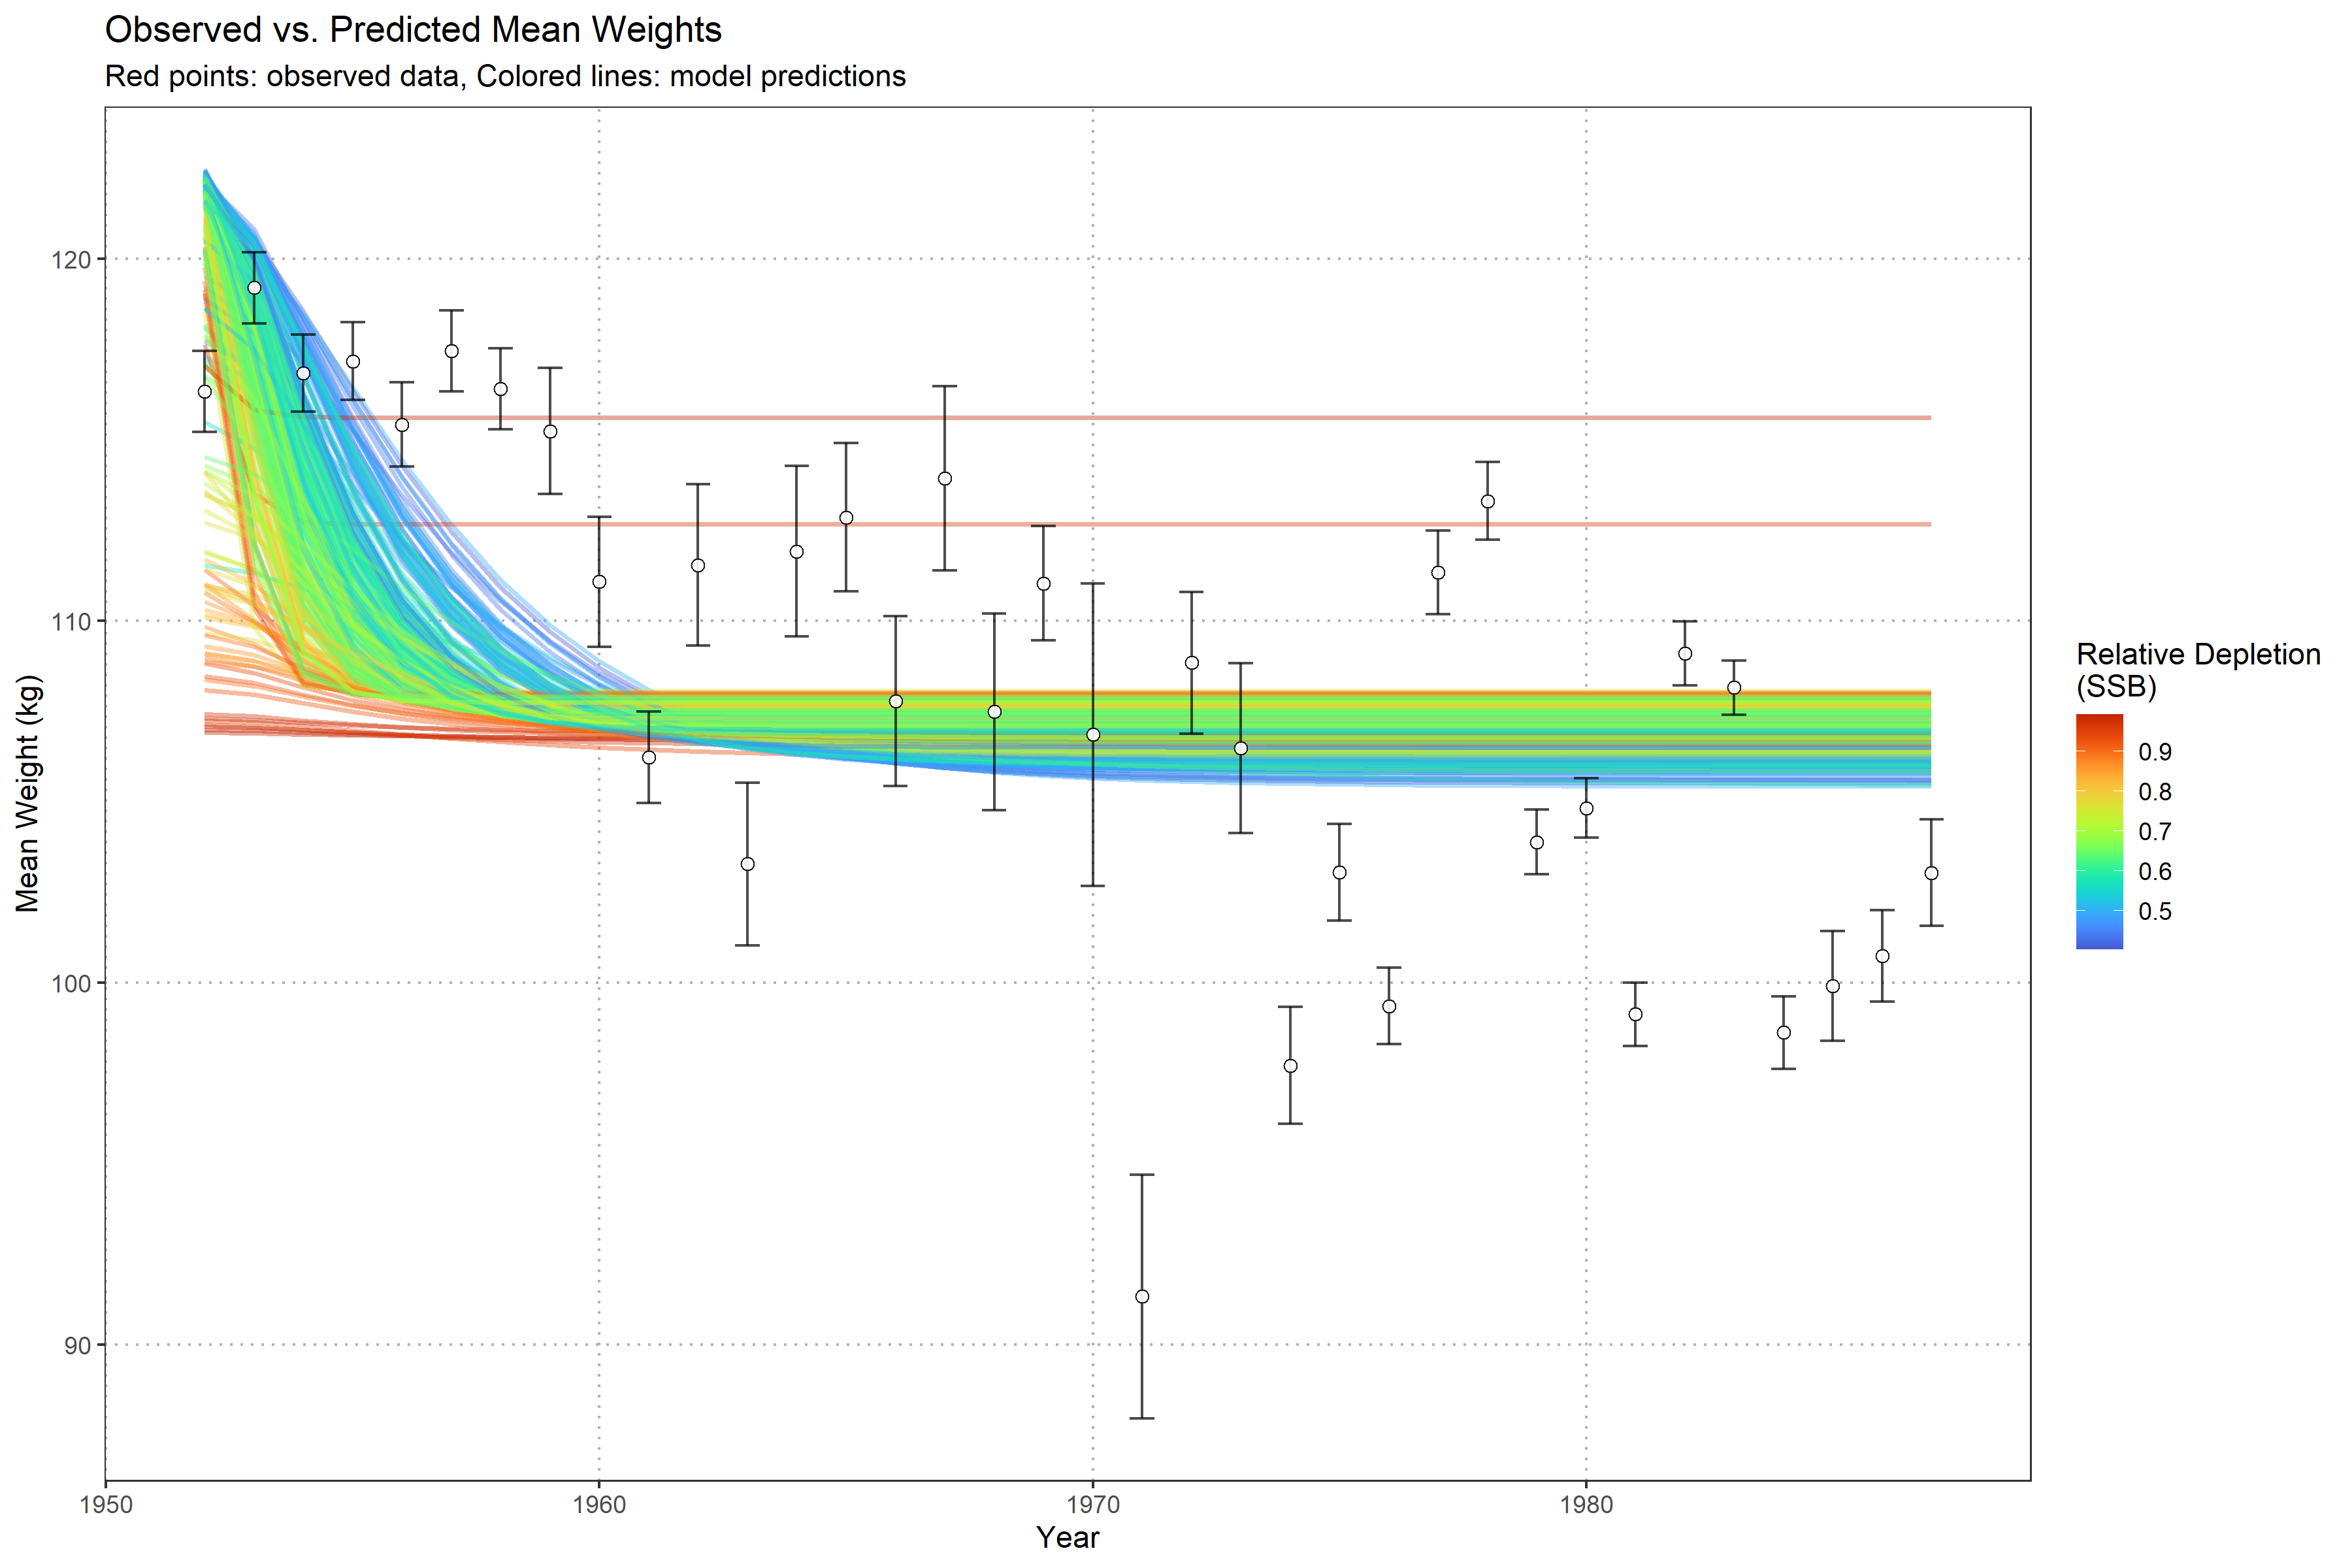 Observed vs. Predicted Mean Weights
Red points: observed data, Colored lines: model predictions
120
110
100
90
Mean Weight (kg)
1950
1960
1970
1980
Year
Relative Depletion
(SSB)
0.9
0.8
0.7
0.6
0.5